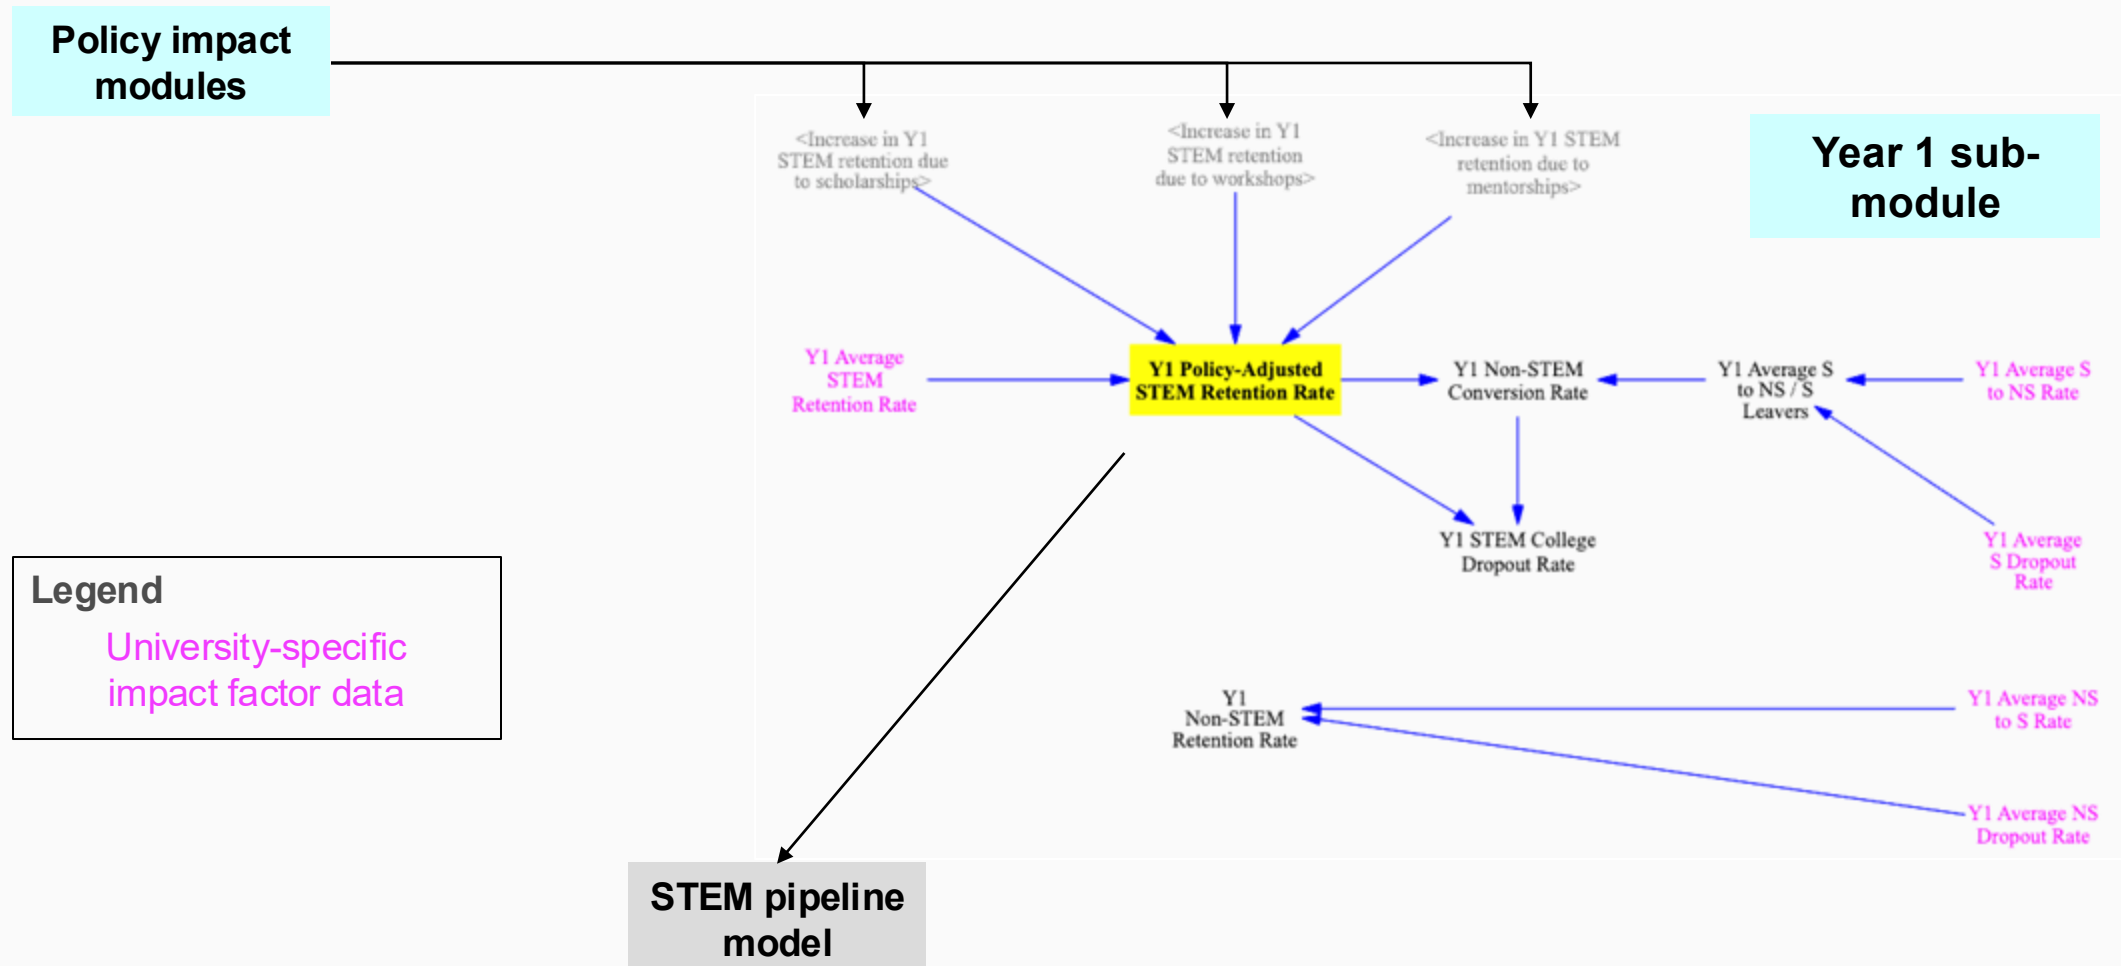 Policy impact
modules
<Increase in Y1
STEM retention due
to scholarships>
<Increase in Y1
STEM retention
due to workshops>
<Increase in Y1 STEM
retention due to
mentorships>
Year 1 sub-
module
Y1 Average
STEM
Retention Rate
Y1 Policy-Adjusted
STEM Retention Rate
Y1 Non-STEM
Conversion Rate
Y1 Average S
to NS / S
Leavers
Y1 Average S
to NS Rate
Y1 STEM College
Dropout Rate
Y1 Average
S Dropout
Rate
Legend
University-specific
impact factor data
Y1
Non-STEM
Retention Rate
Y1 Average NS
to S Rate
Y1 Average NS
Dropout Rate
STEM pipeline
model